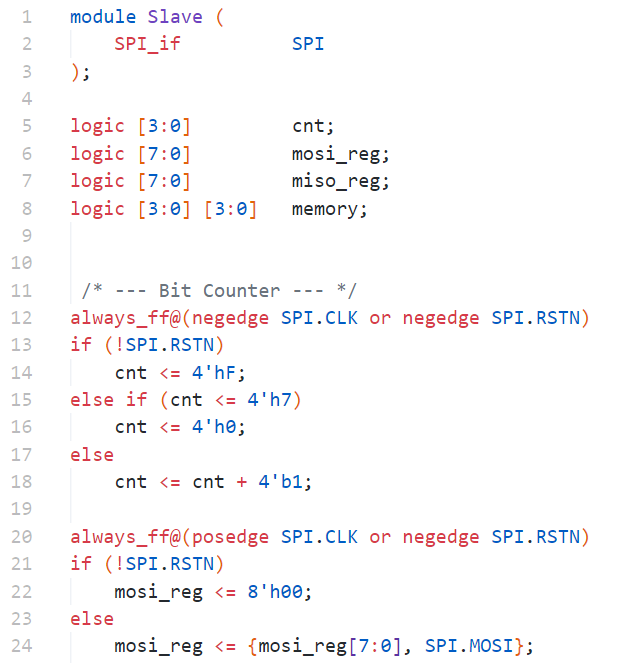 1 module Slave (
2 SPI_if SPI
3 );
4
5 logic [3:0] cnt;
6 logic [7:0] mosi_reg;
7 logic [7:0] miso_reg;
8 logic [3:0] [3:0] memory;
9
10
11 /* --- Bit Counter --- */
12 always_ff@(negedge SPI.CLK or negedge SPI.RSTN)
13 if (!SPI.RSTN)
14 cnt <= 4'hF;
15 else if (cnt <= 4'h7)
16 cnt <= 4'h0;
17 else
18 cnt <= cnt + 4'b1;
19
20 always_ff@(posedge SPI.CLK or negedge SPI.RSTN)
21 if (!SPI.RSTN)
22 mosi_reg <= 8'h00;
23 else
24 mosi_reg <= {mosi_reg[7:0], SPI.MOSI};